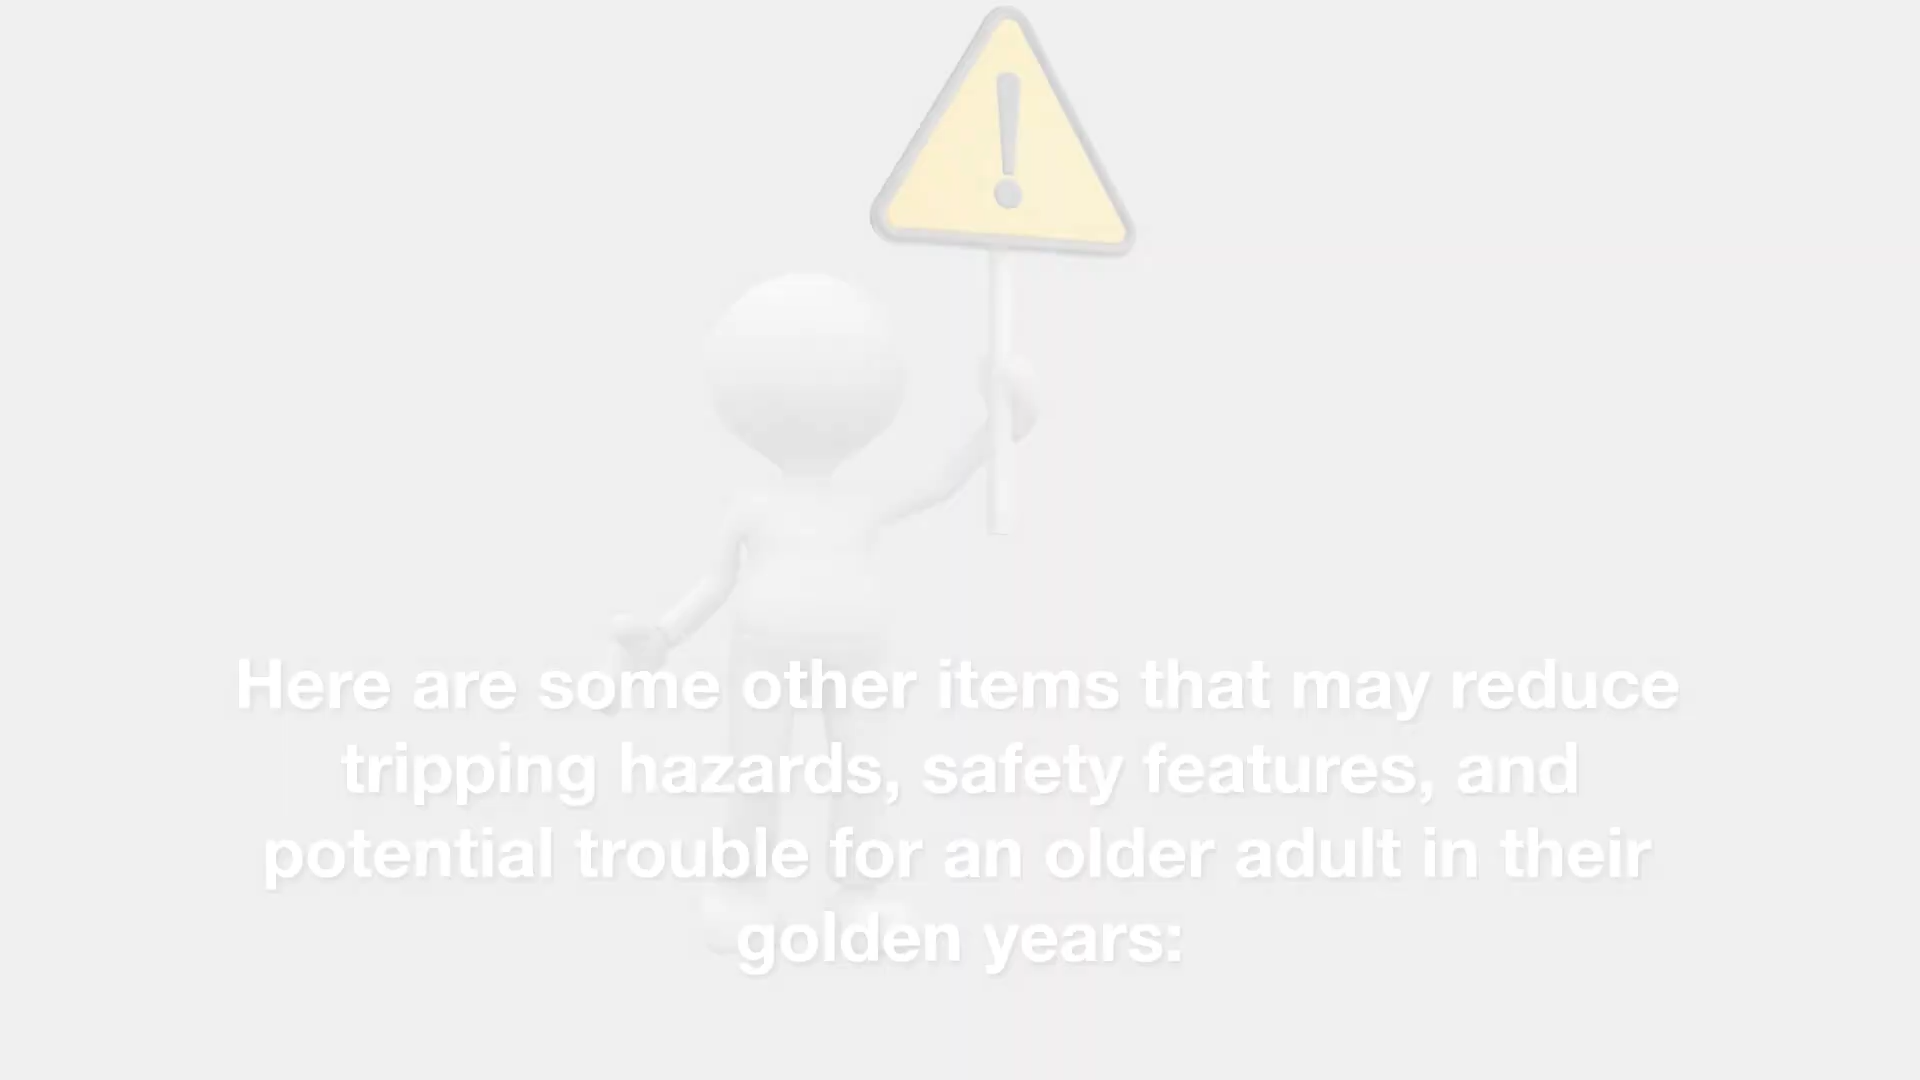 Here are some other items that may reduce
tripping hazards, safety features, and
potential trouble for an older adult in their
golden years: